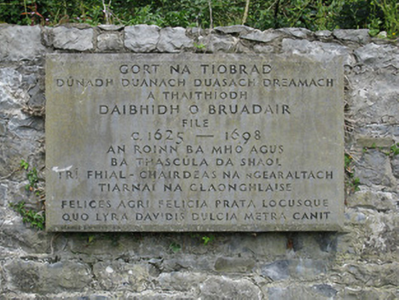 GORT NA TIOBRAD
DÚNADH DUANACH DUASACH DREAMACH
A THAITHÍODH
DAIBHIDH Ó BRUADAIR
FILE
C. 1625 — 1698
AN ROINN BA MHÓ AGUS
BA THASCÚLA DA SHAOL
TRÍ FHIAL-CHAIRDEAS NA NGEARALTACH
TIARNAÍ NA CLAONGHLAISE
FELICES AGRI FELICIA PRATA LOCUSQUE
QUO LYRA DAVIDIS DULCIA METRA CANIT